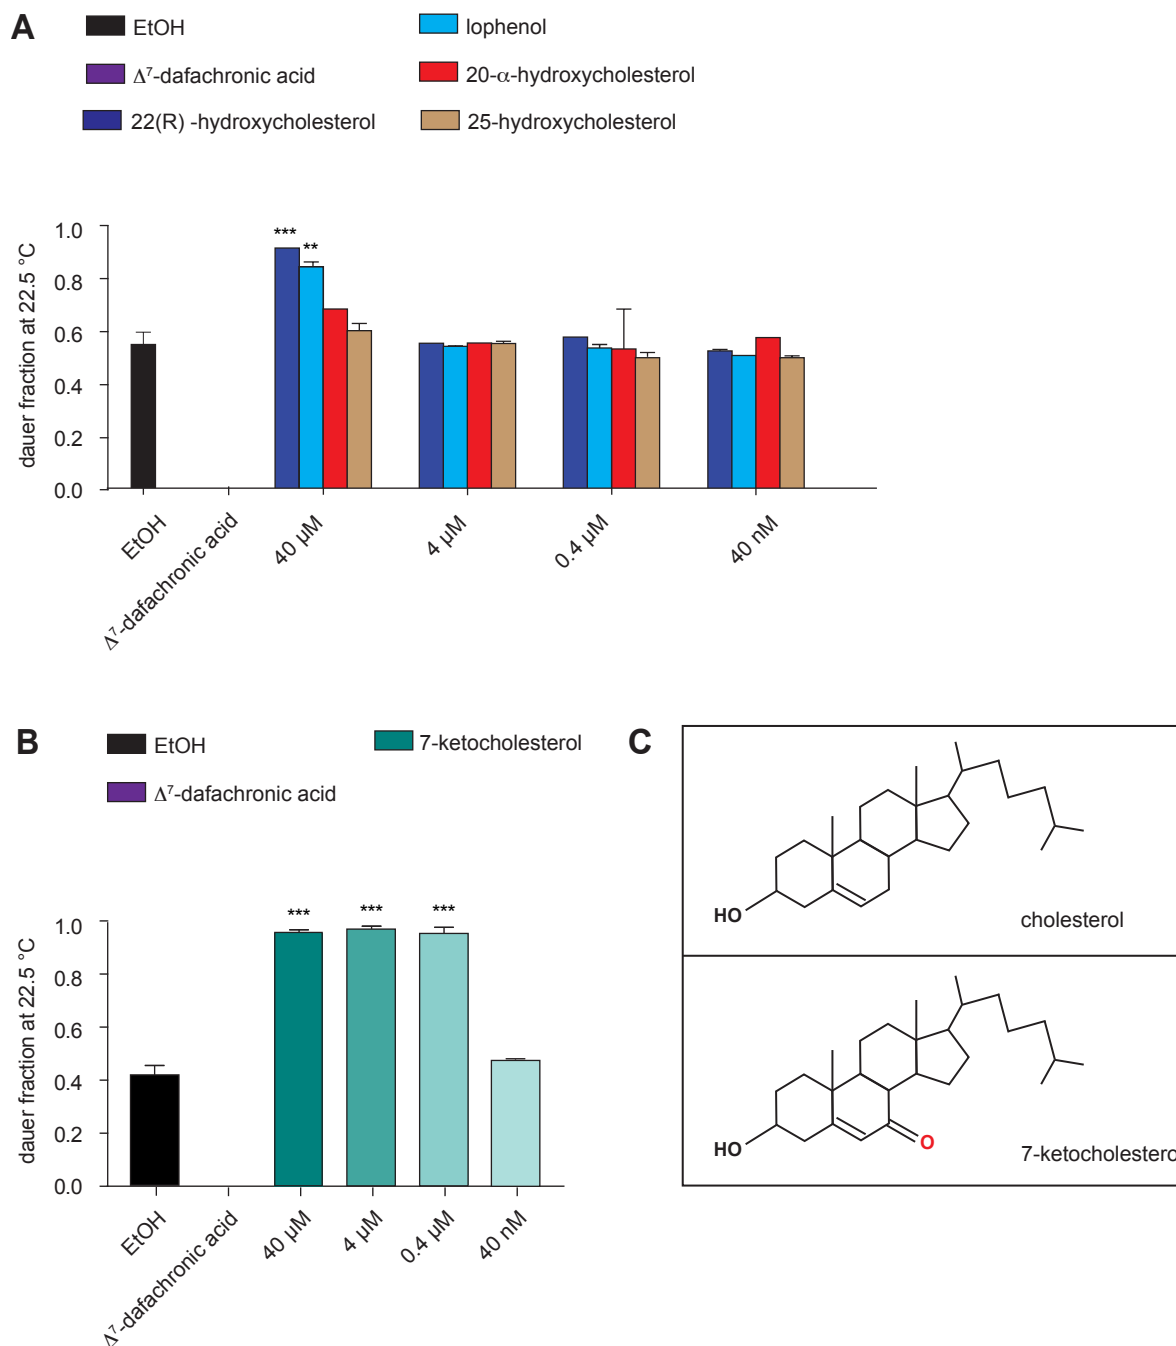 A
EtOH
lophenol
Δ⁷-dafachronic acid
20-α-hydroxycholesterol
22(R) -hydroxycholesterol
25-hydroxycholesterol
dauer fraction at 22.5 °C
1.0
0.8
0.6
0.4
0.2
0.0
***
**
EtOH
Δ⁷-dafachronic acid
40 µM
4 µM
0.4 µM
40 nM
B
EtOH
7-ketocholesterol
Δ⁷-dafachronic acid
dauer fraction at 22.5 °C
1.0
0.8
0.6
0.4
0.2
0.0
***
***
***
EtOH
Δ⁷-dafachronic acid
40 µM
4 µM
0.4 µM
40 nM
C
HO
cholesterol
HO
O
7-ketocholestero